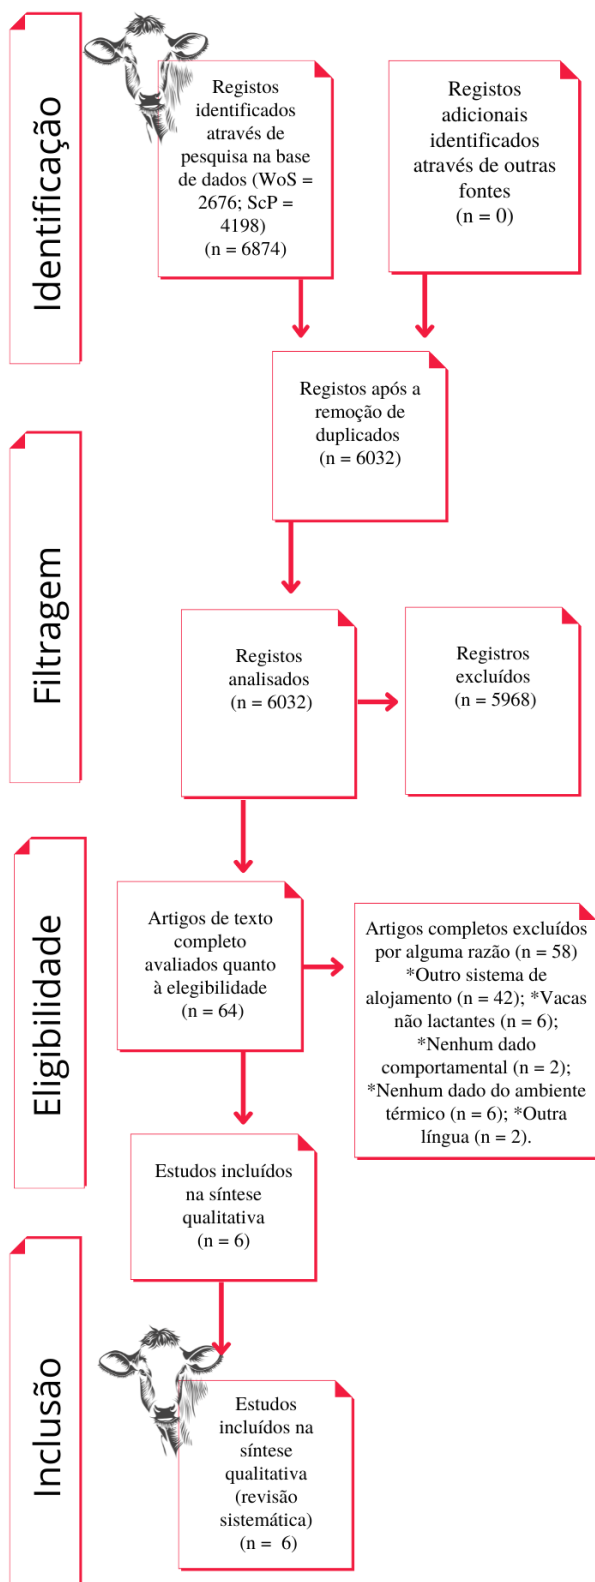 Identificação
Registos
identificados
através de
pesquisa na base
de dados (WoS =
2676; ScP =
4198)
(n = 6874)
Registos
adicionais
identificados
através de outras
fontes
(n = 0)
Registos após a
remoção de
duplicados
(n = 6032)
Filtragem
Registos
analisados
(n = 6032)
Registros
excluídos
(n = 5968)
Eligibilidade
Artigos de texto
completo
avaliados quanto
à elegibilidade
(n = 64)
Artigos completos excluídos
por alguma razão (n = 58)
*Outro sistema de
alojamento (n = 42); *Vacas
não lactantes (n = 6);
*Nenhum dado
comportamental (n = 2);
*Nenhum dado do ambiente
térmico (n = 6); *Outra
língua (n = 2).
Estudos incluídos
na síntese
qualitativa
(n = 6)
Inclusão
Estudos
incluídos na
síntese
qualitativa
(revisão
sistemática)
(n = 6)